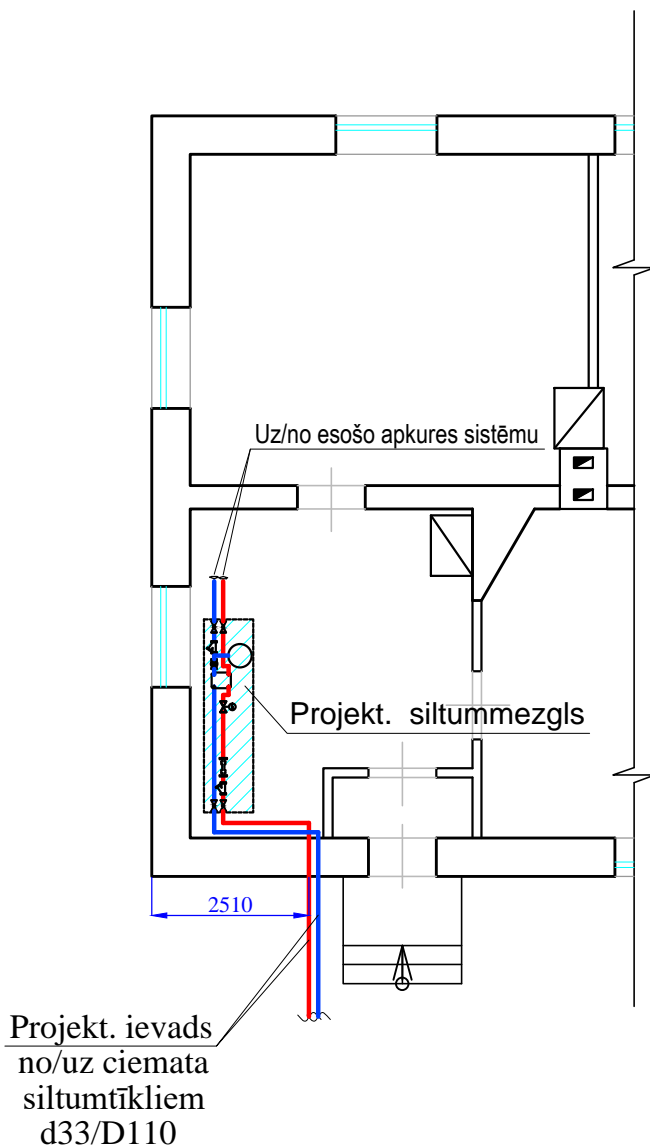 Uz/no esošo apkures sistēmu
Projekt. siltummezgls
2510
Projekt. ievads
no/uz ciemata
siltumtīkliem
d33/D110